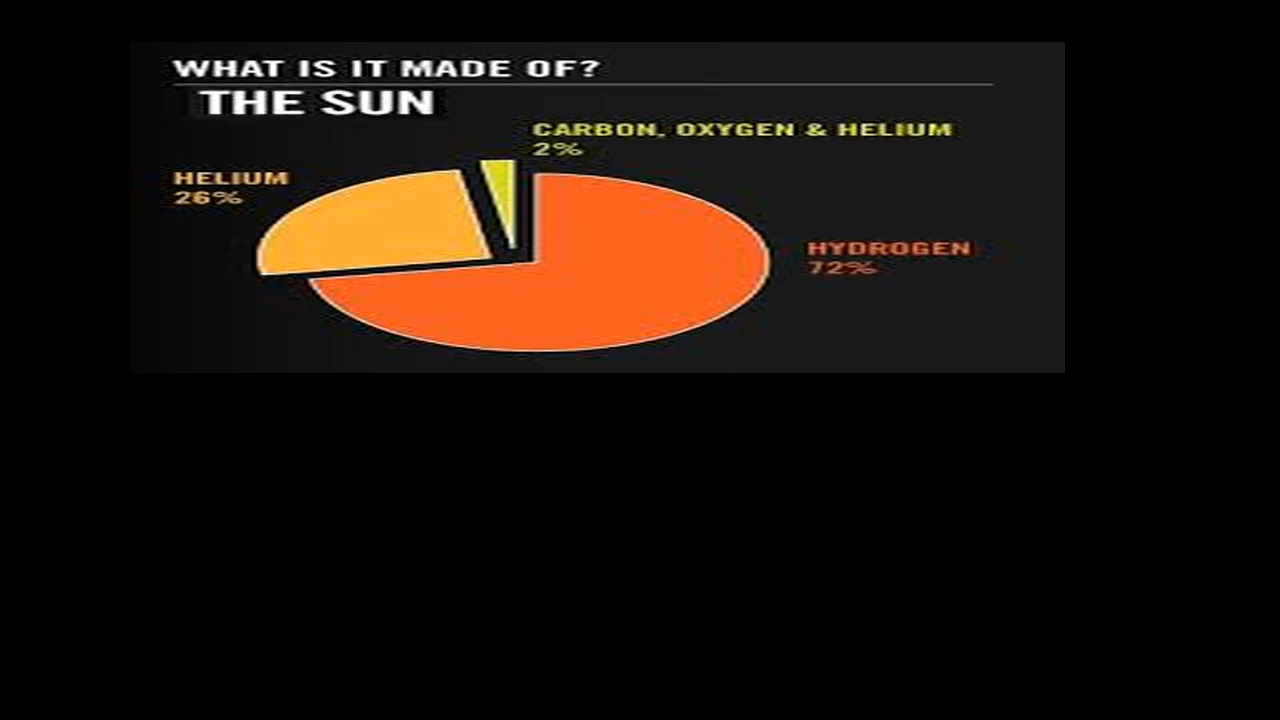 WHAT IS IT MADE OF?
THE SUN
CARBON, OXYGEN & HELIUM
2%
HELIUM
26%
HYDROGEN
72%